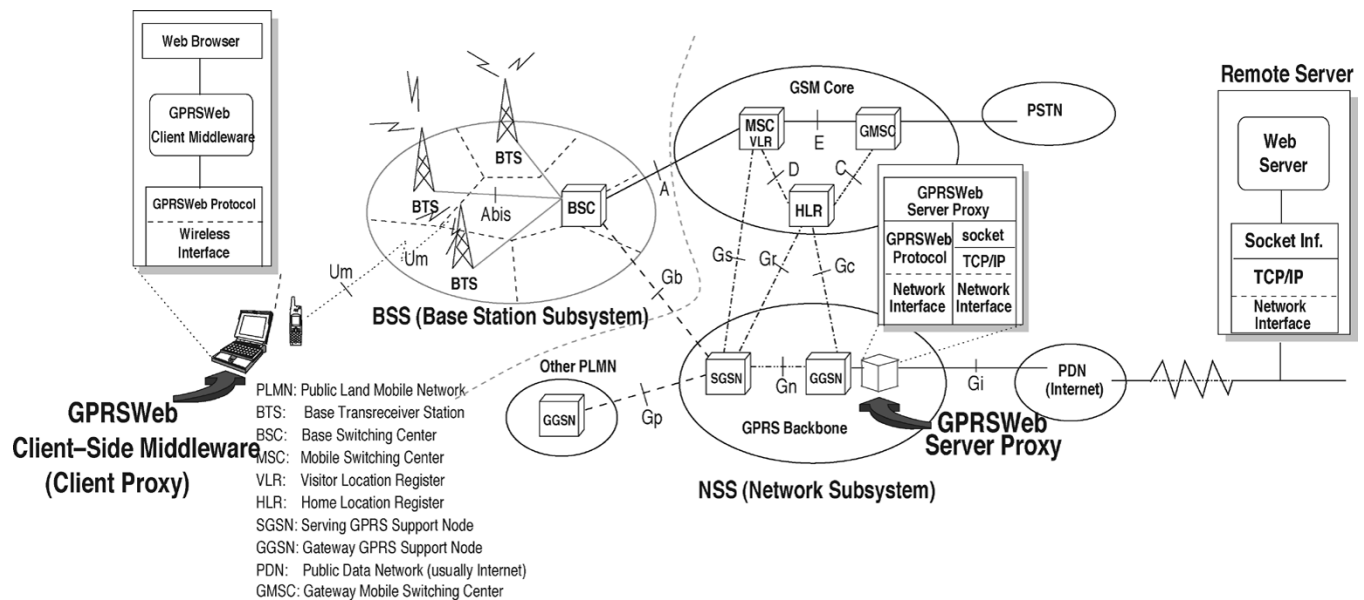 Web Browser
GPRSWeb
Client Middleware
GPRSWeb Protocol
Wireless
Interface
GPRSWeb
Client–Side Middleware
(Client Proxy)
Um
Um
BTS
BTS
BTS
Abis
BSC
BSS (Base Station Subsystem)
A
Gb
GSM Core
MSC
VLR
E
GMSC
D
C
HLR
PSTN
Gs
Gr
Gc
GPRSWeb
Server Proxy
GPRSWeb
Protocol
socket
TCP/IP
Network
Interface
Network
Interface
Remote Server
Web
Server
Socket Inf.
TCP/IP
Network
Interface
Other PLMN
GGSN
Gp
SGSN
Gn
GGSN
Gi
PDN
(Internet)
GPRS Backbone
GPRSWeb
Server Proxy
NSS (Network Subsystem)
PLMN: Public Land Mobile Network
BTS: Base Transreceiver Station
BSC: Base Switching Center
MSC: Mobile Switching Center
VLR: Visitor Location Register
HLR: Home Location Register
SGSN: Serving GPRS Support Node
GGSN: Gateway GPRS Support Node
PDN: Public Data Network (usually Internet)
GMSC: Gateway Mobile Switching Center